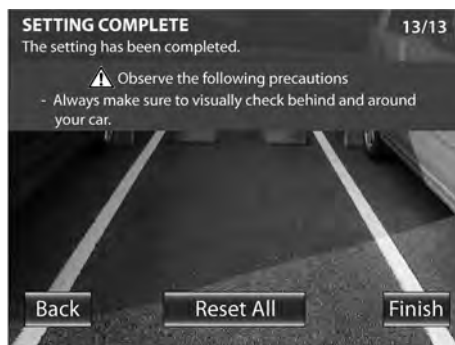 SETTING COMPLETE 13/13
The setting has been completed.
Observe the following precautions
- Always make sure to visually check behind and around
your car.
Back Reset All Finish